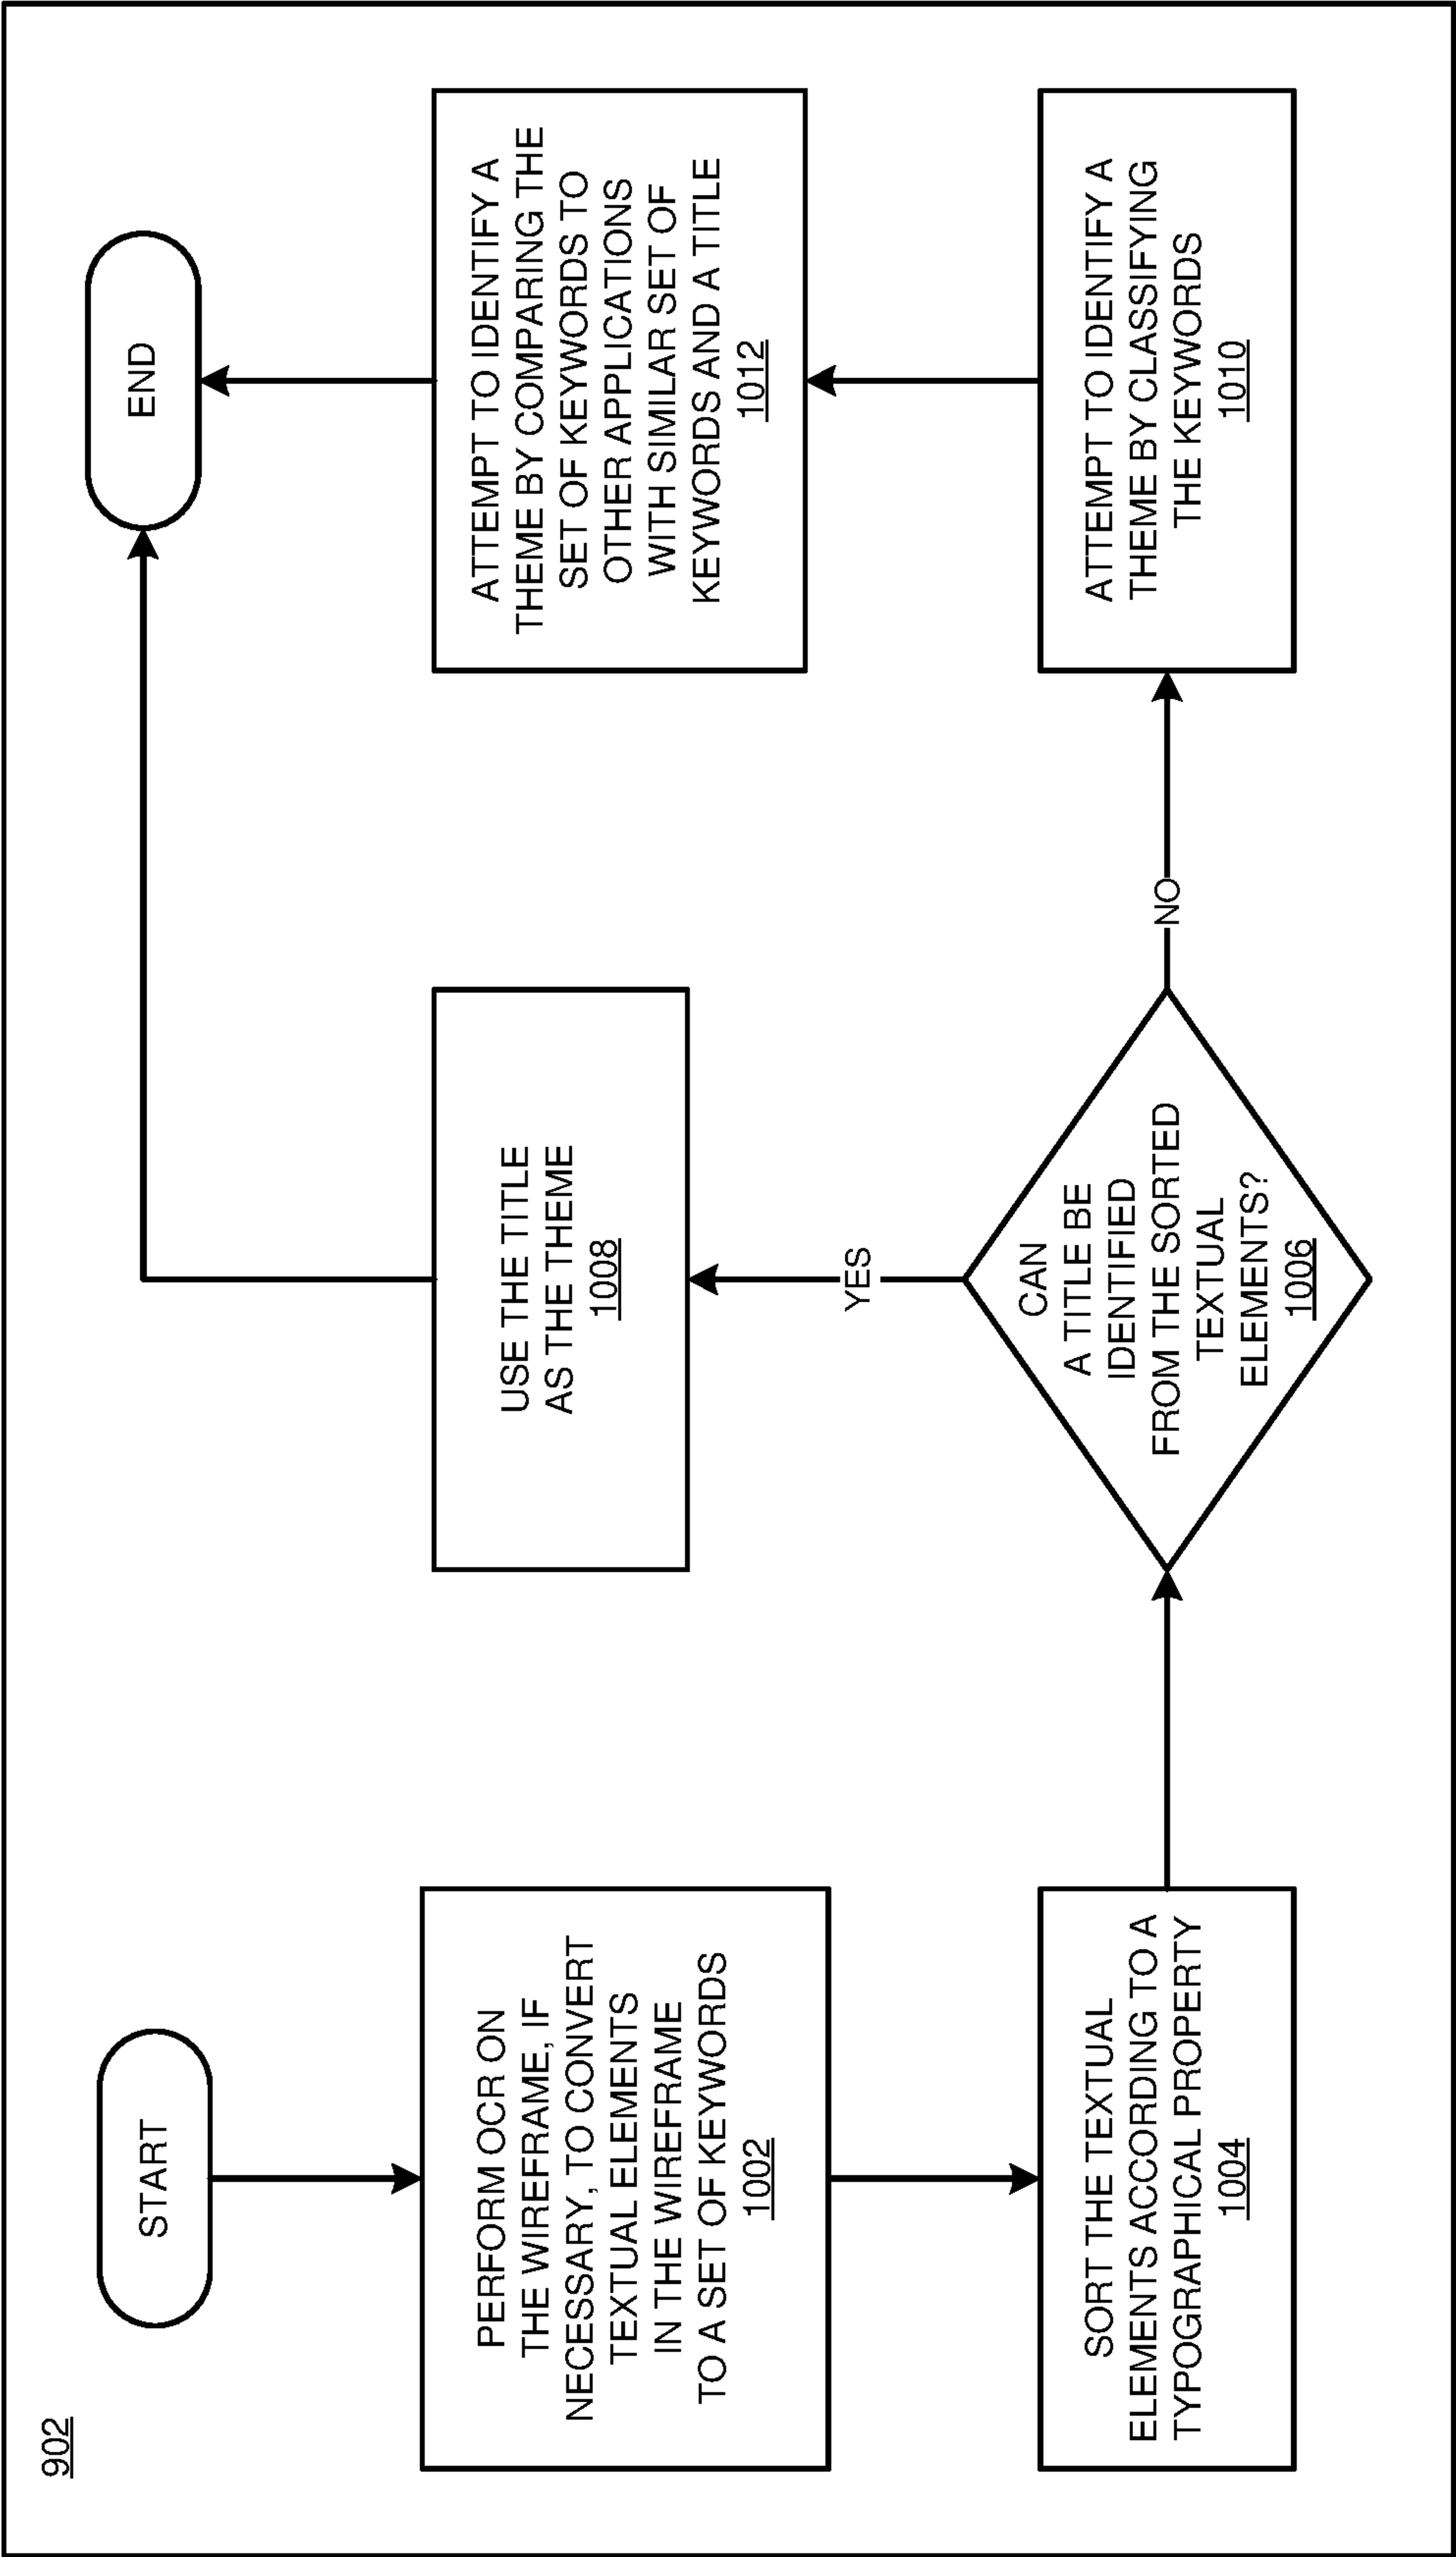 902
START
PERFORM OCR ON
THE WIREFRAME, IF
NECESSARY, TO CONVERT
TEXTUAL ELEMENTS
IN THE WIREFRAME
TO A SET OF KEYWORDS
1002
SORT THE TEXTUAL
ELEMENTS ACCORDING TO A
TYPOGRAPHICAL PROPERTY
1004
CAN
A TITLE BE
IDENTIFIED
FROM THE SORTED
TEXTUAL
ELEMENTS?
1006
YES
USE THE TITLE
AS THE THEME
1008
NO
ATTEMPT TO IDENTIFY A
THEME BY CLASSIFYING
THE KEYWORDS
1010
ATTEMPT TO IDENTIFY A
THEME BY COMPARING THE
SET OF KEYWORDS TO
OTHER APPLICATIONS
WITH SIMILAR SET OF
KEYWORDS AND A TITLE
1012
END